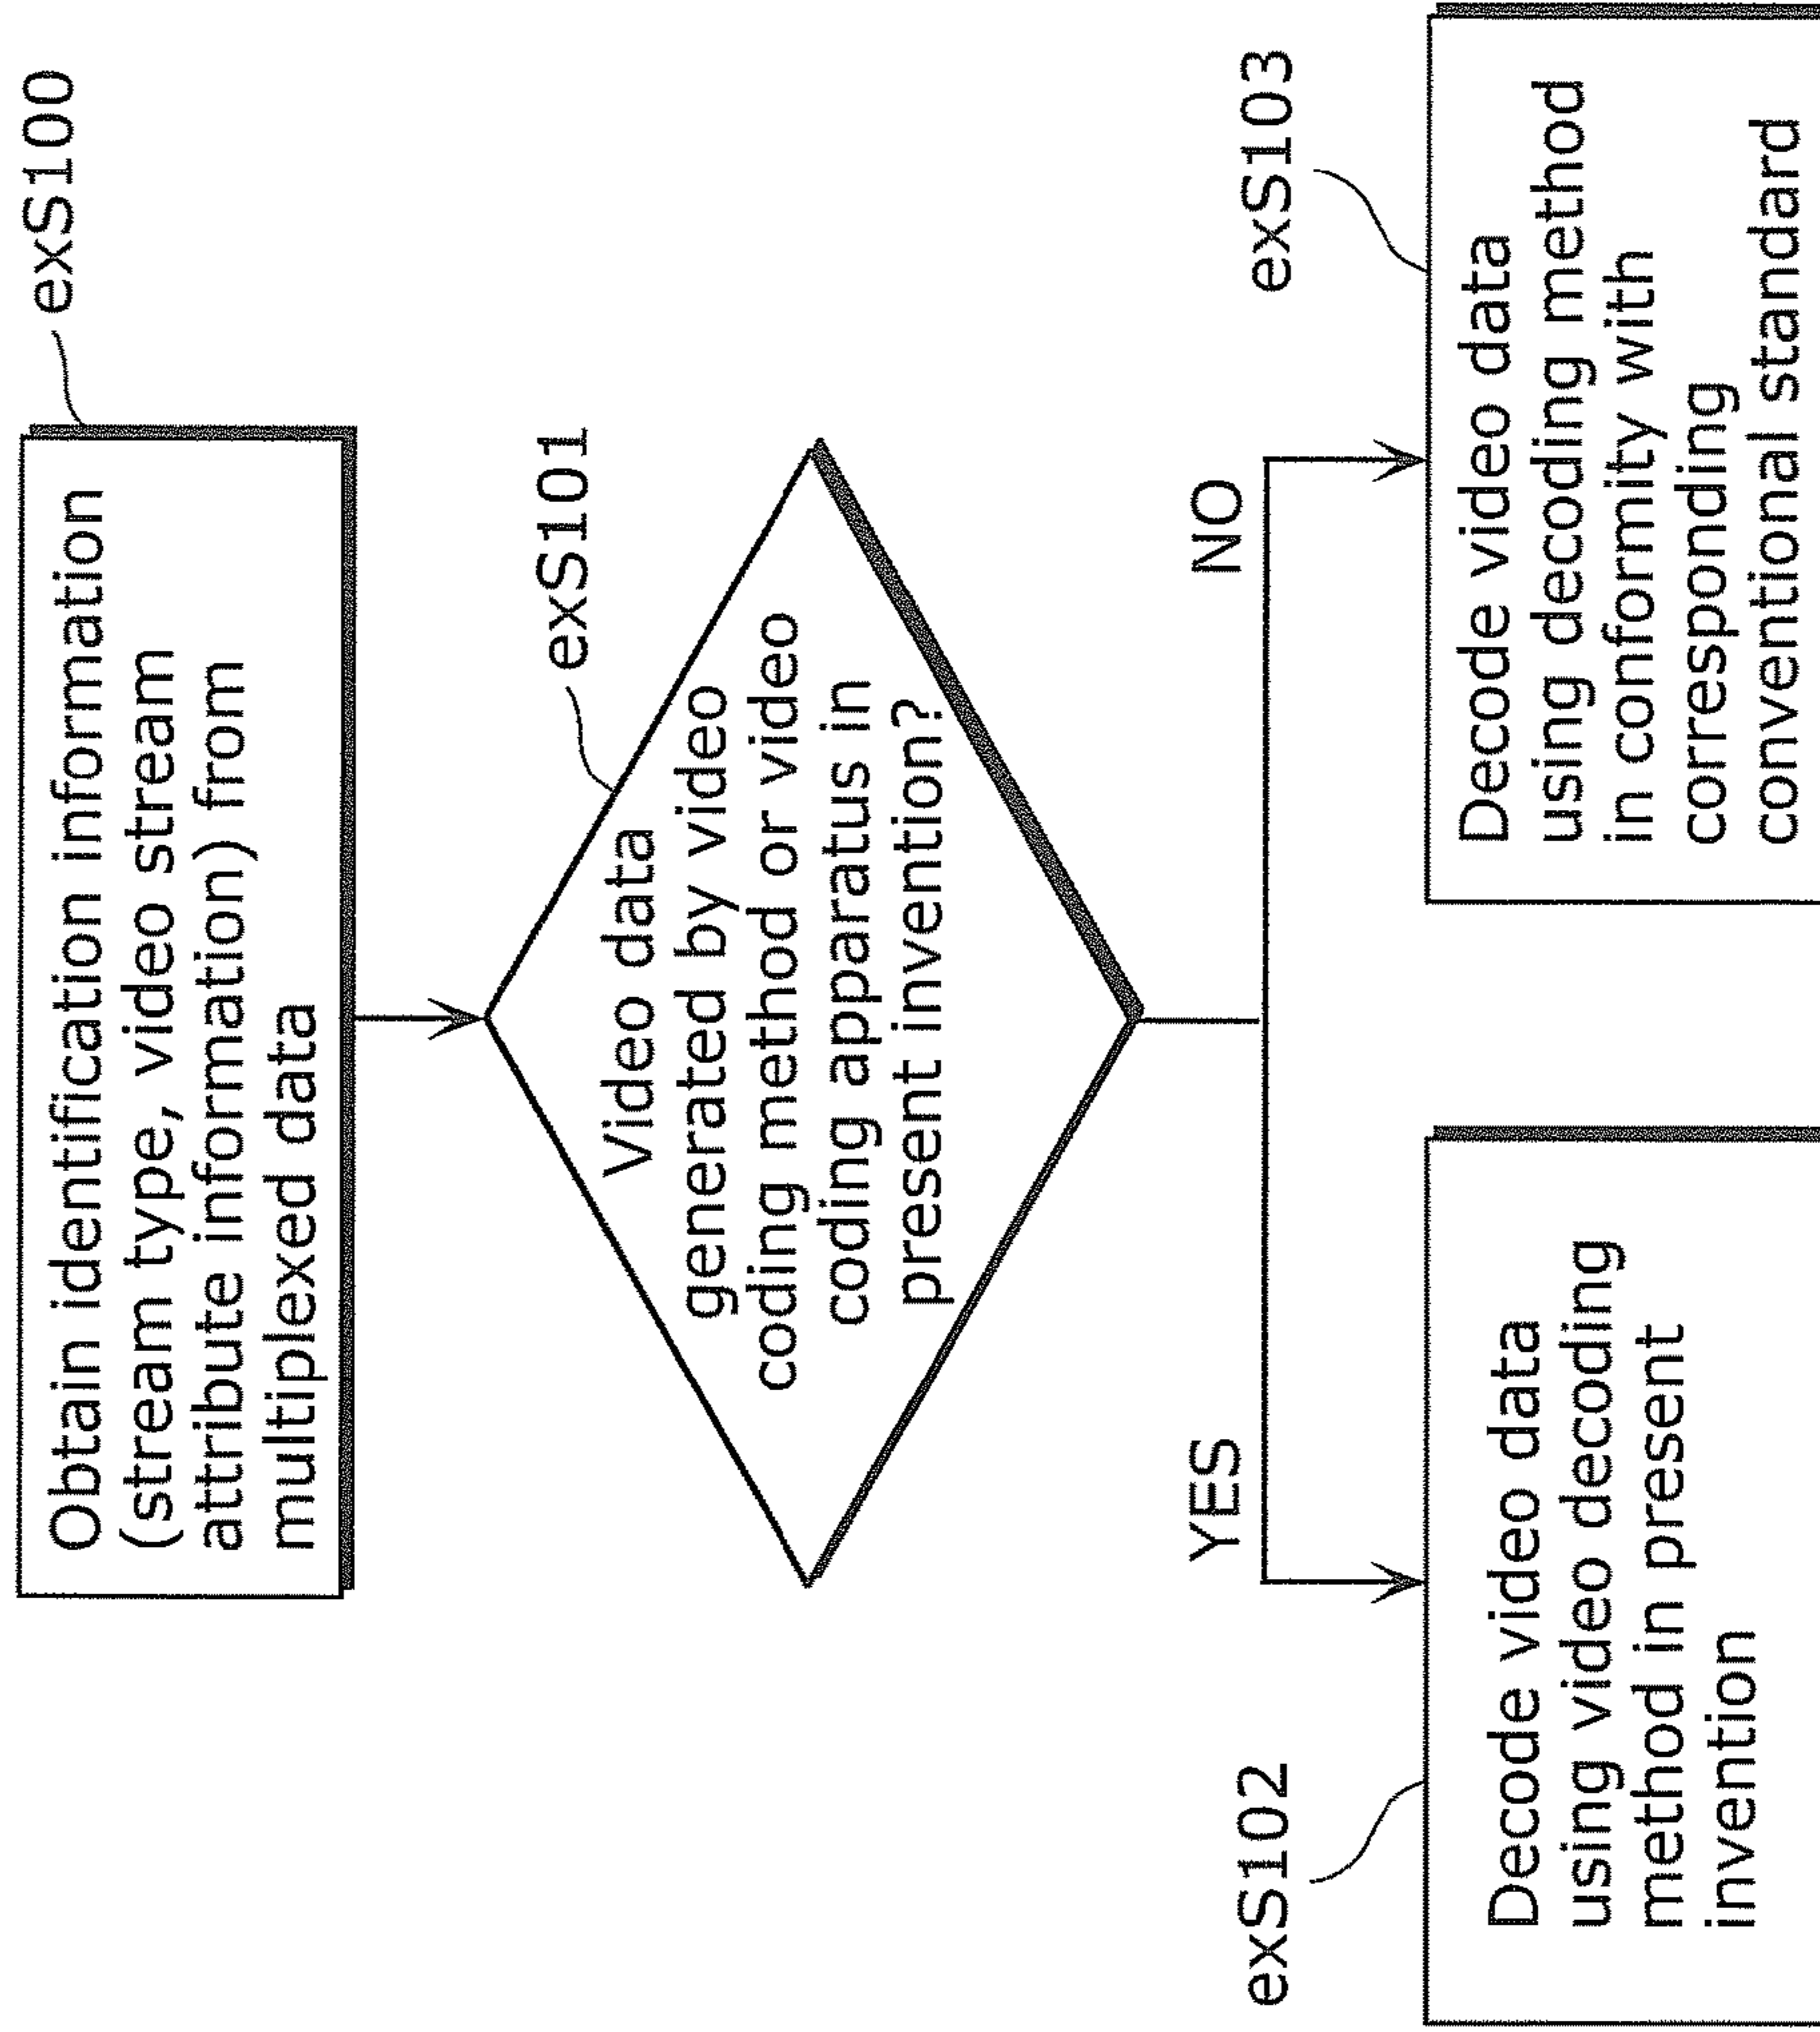 exS100
Obtain identification information
(stream type, video stream
attribute information) from
multiplexed data
exS101
Video data
generated by video
coding method or video
coding apparatus in
present invention?
YES
NO
exS102
Decode video data
using video decoding
method in present
invention
exS103
Decode video data
using decoding method
in conformity with
corresponding
conventional standard